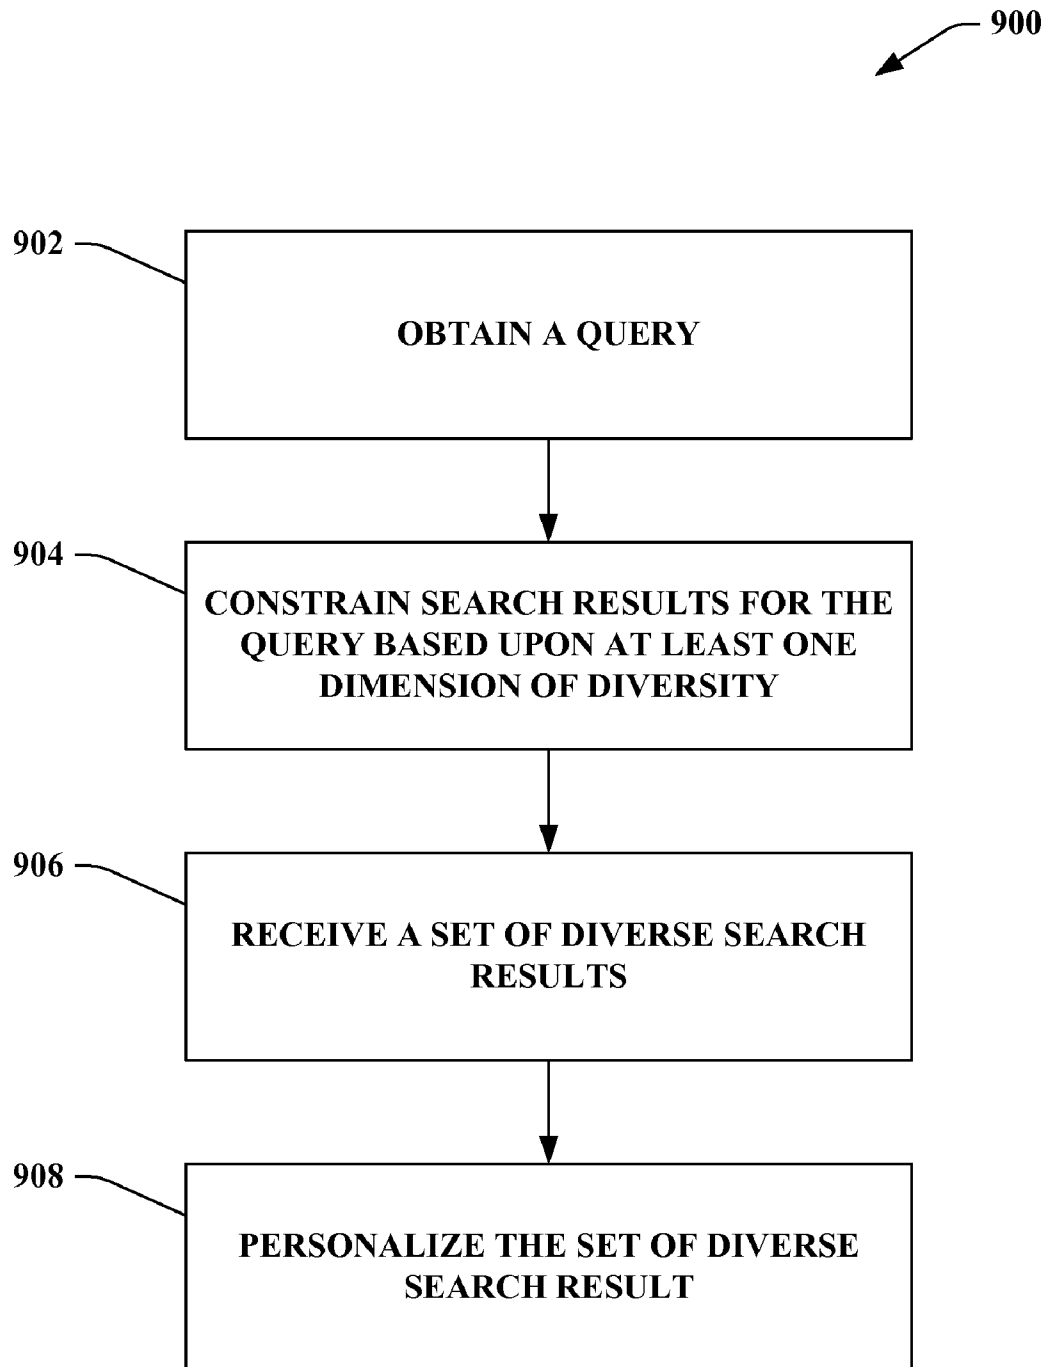 900
902
OBTAIN A QUERY
904
CONSTRAIN SEARCH RESULTS FOR THE
QUERY BASED UPON AT LEAST ONE
DIMENSION OF DIVERSITY
906
RECEIVE A SET OF DIVERSE SEARCH
RESULTS
908
PERSONALIZE THE SET OF DIVERSE
SEARCH RESULT